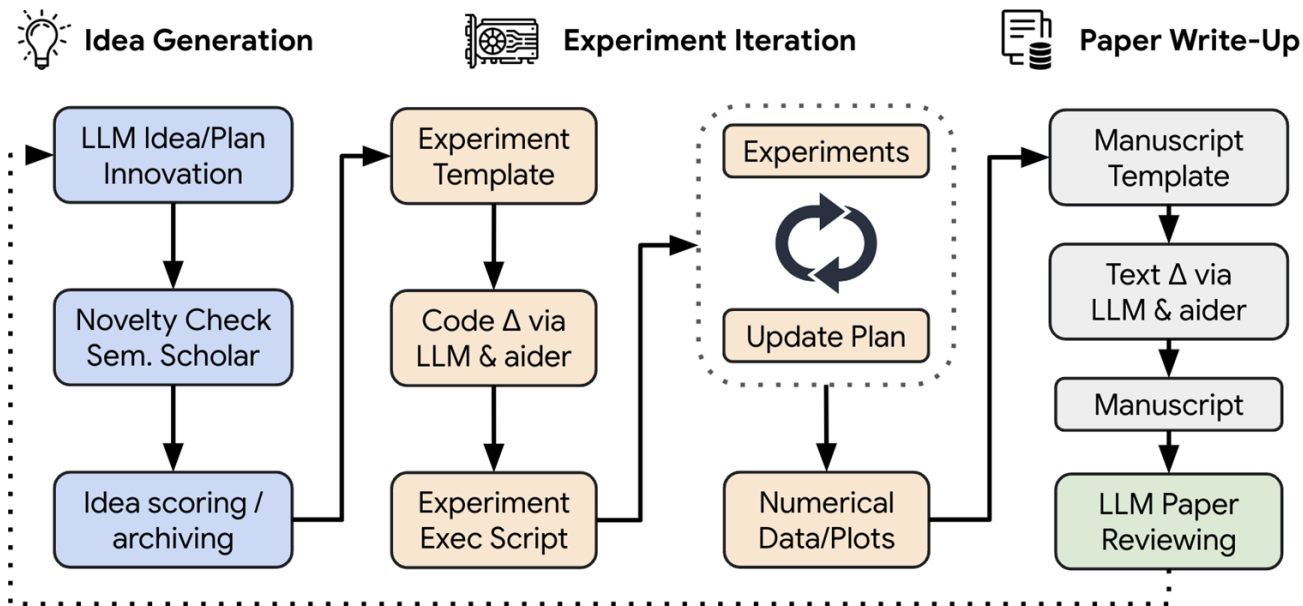 Idea Generation
Experiment Iteration
Paper Write-Up
LLM Idea/Plan
Innovation
Novelty Check
Sem. Scholar
Idea scoring /
archiving
Experiment
Template
Code Δ via
LLM & aider
Experiment
Exec Script
Experiments
Update Plan
Numerical
Data/Plots
Manuscript
Template
Text Δ via
LLM & aider
Manuscript
LLM Paper
Reviewing